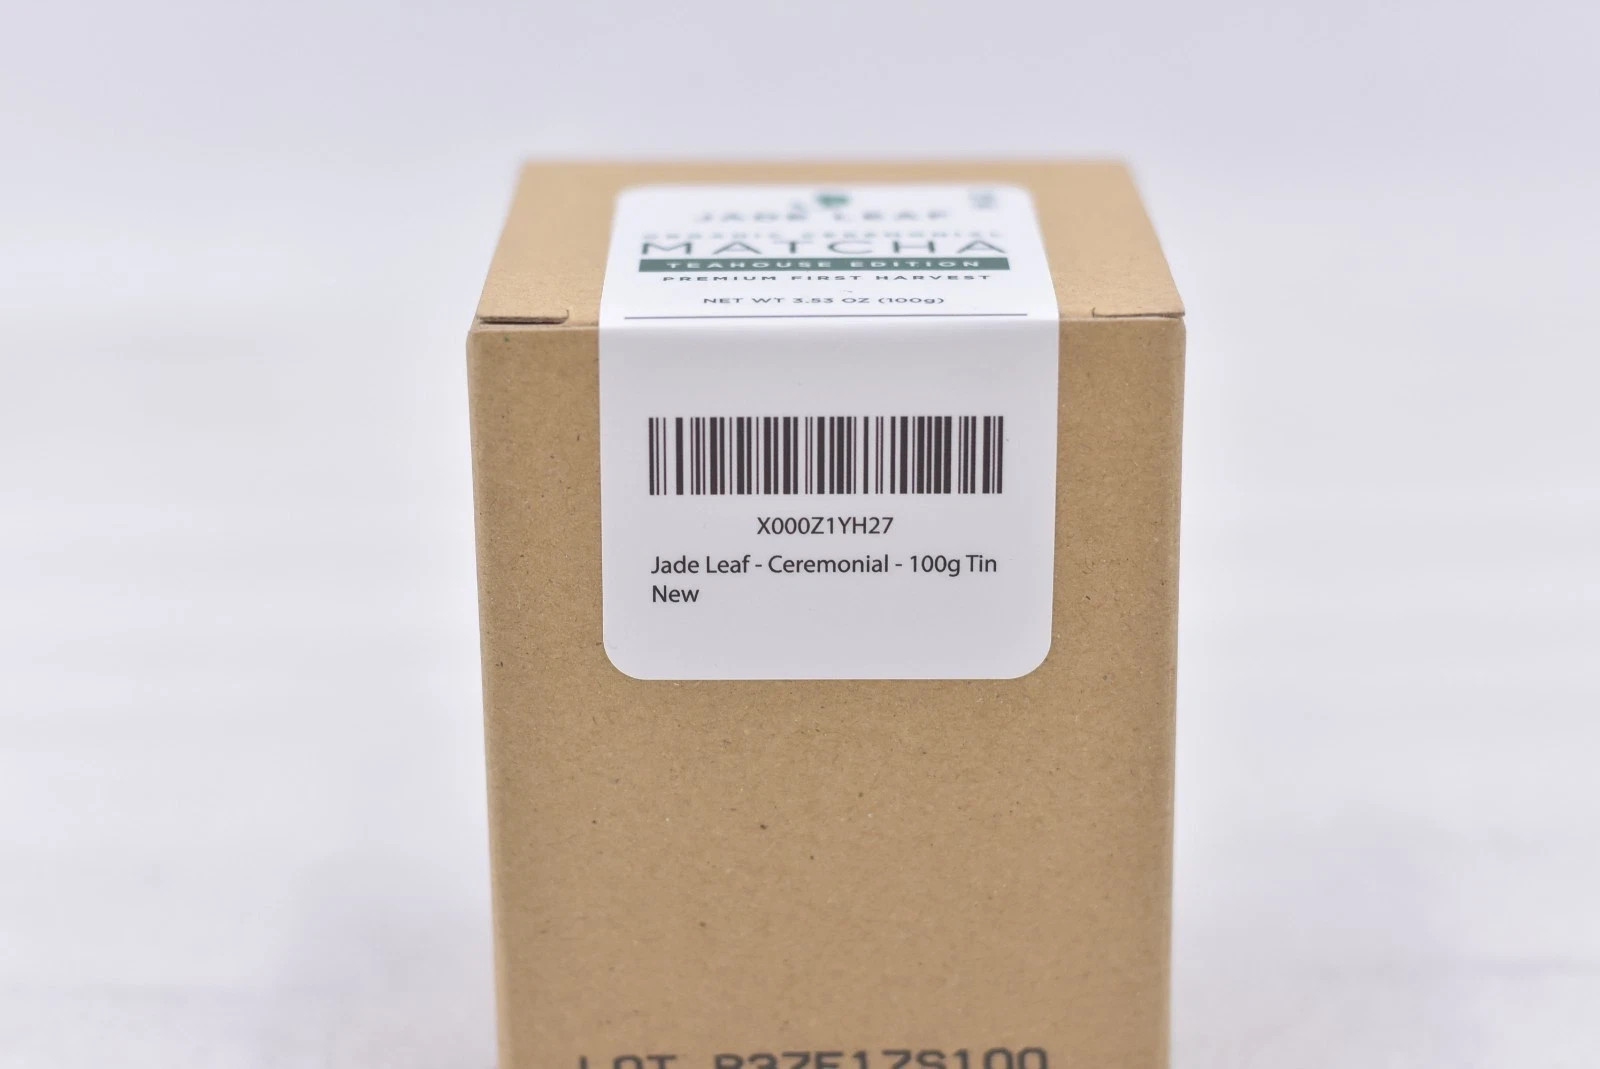 JADE LEAF
ORGANIC CEREMONIAL
MATCHA
TEAHOUSE EDITION
PREMIUM FIRST HARVEST
NET WT 3.53 OZ (100g)
X000Z1YH27
Jade Leaf - Ceremonial - 100g Tin
New
LOT